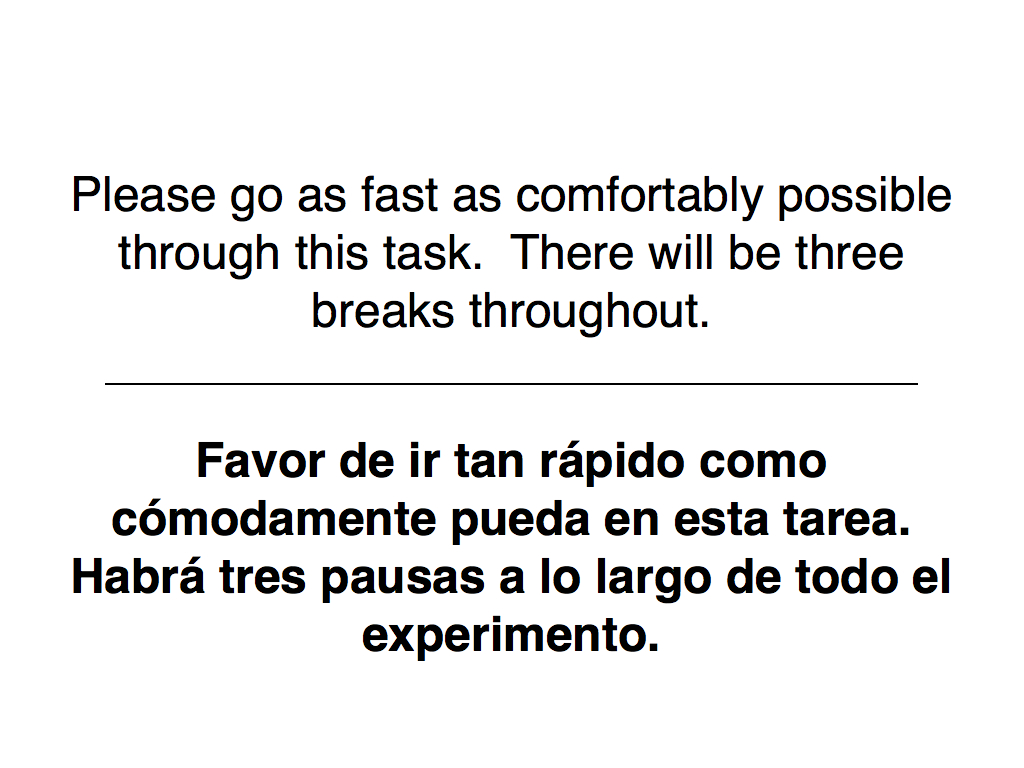 Please go as fast as comfortably possible
through this task.  There will be three
breaks throughout.
Favor de ir tan rápido como
cómodamente pueda en esta tarea.
Habrá tres pausas a lo largo de todo el
experimento.